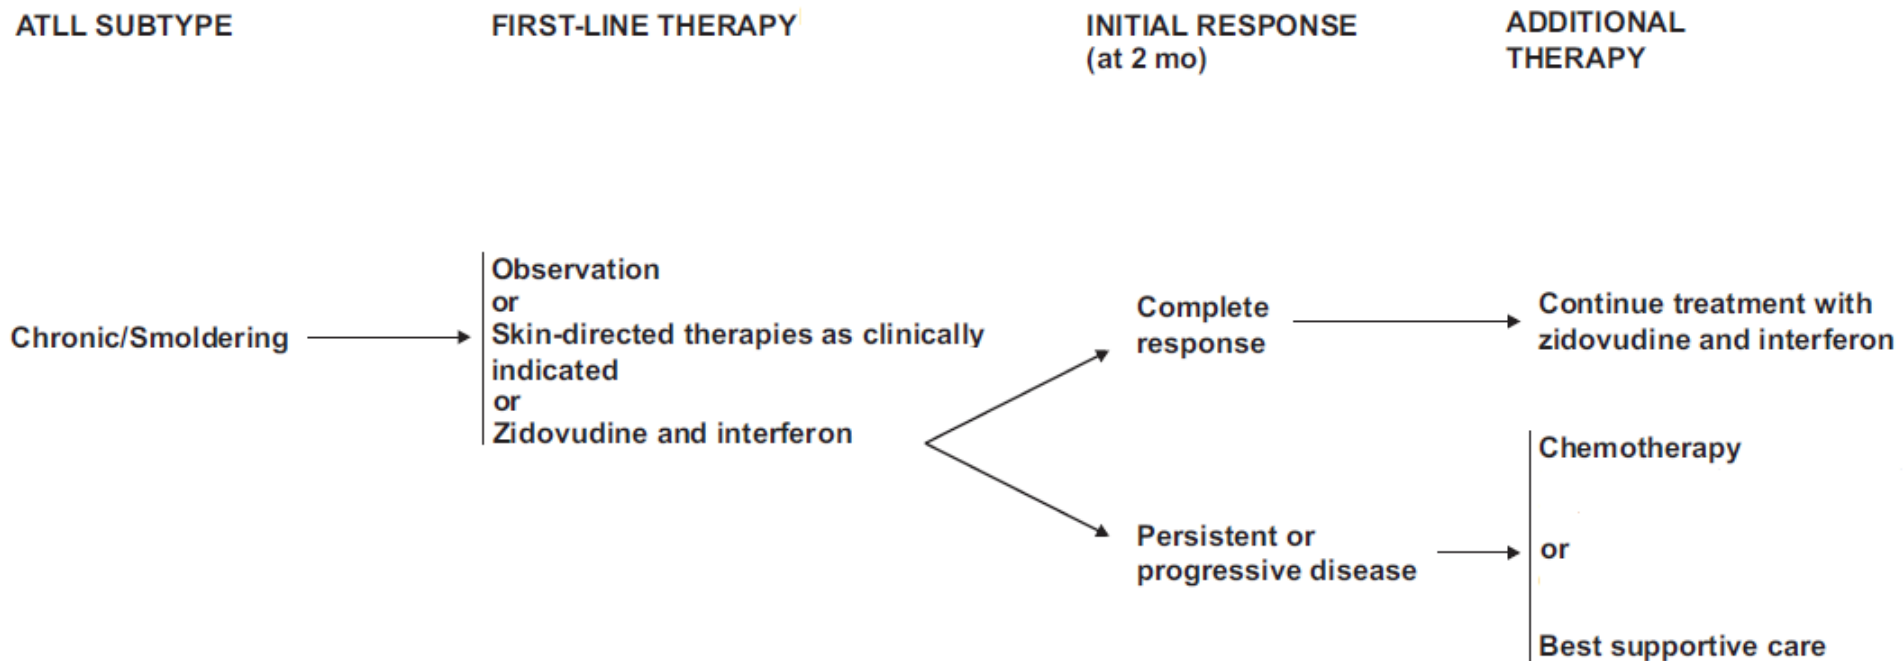 ATLL SUBTYPE
FIRST-LINE THERAPY
INITIAL RESPONSE
(at 2 mo)
ADDITIONAL
THERAPY
Chronic/Smoldering
Observation
or
Skin-directed therapies as clinically
indicated
or
Zidovudine and interferon
Complete
response
Continue treatment with
zidovudine and interferon
Persistent or
progressive disease
Chemotherapy
or
Best supportive care